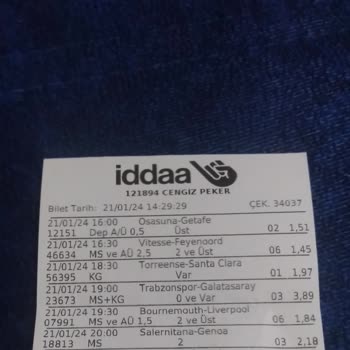 iddaa
121894 CENGİZ PEKER
Bilet Tarih: 21/01/24 14:29:29 ÇEK. 34037
21/01/24 16:00 Osasuna-Getafe
12151 Dep A/Ü 0,5 Üst 02 1,51
21/01/24 16:30 Vitesse-Feyenoord
46634 MS ve AÜ 2,5 2 ve Üst 06 1,45
21/01/24 18:30 Torreense-Santa Clara
56395 KG Var 01 1,97
21/01/24 19:00 Trabzonspor-Galatasaray
23673 MS+KG 0 ve Var 03 3,89
21/01/24 19:30 Bournemouth-Liverpool
07991 MS ve AÜ 1,5 2 ve Üst 06 1,84
21/01/24 20:00 Salernitana-Genoa
18813 MS 2 03 2,18